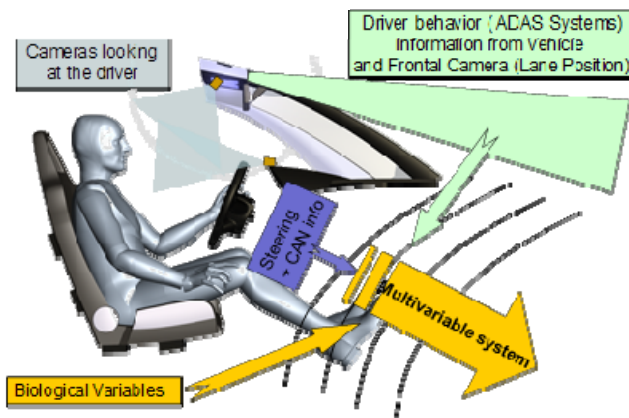 Cameras looking
at the driver
Driver behavior (ADAS Systems)
Information from Vehicle
and Frontal Camera (Lane Position)
Steering
+ CAN info
Multivariable system
Biological Variables